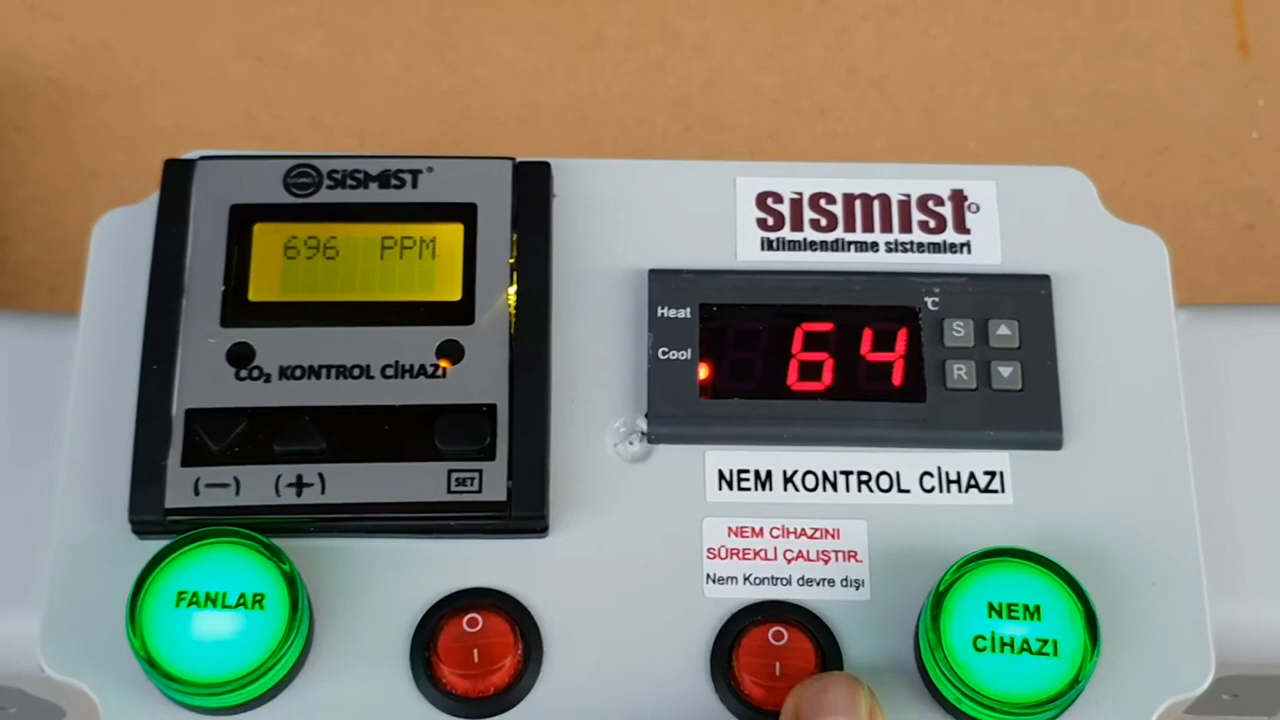 SiSMiST®
696 PPM
CO₂ KONTROL CİHAZI
(-) (+) SET
sismist®
iklimlendirme sistemleri
Heat
Cool
64
°C
S
R
NEM KONTROL CİHAZI
NEM CİHAZINI
SÜREKLİ ÇALIŞTIR.
Nem Kontrol devre dışı
FANLAR
O
I
O
I
NEM
CİHAZI